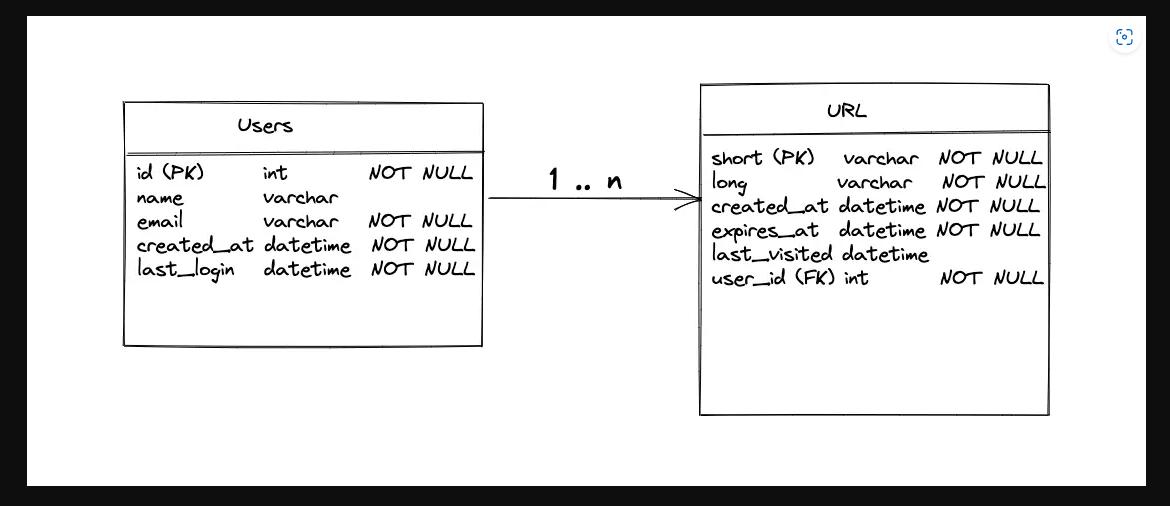 Users
id (PK) int NOT NULL
name varchar
email varchar NOT NULL
created_at datetime NOT NULL
last_login datetime NOT NULL
1 .. n
URL
short (PK) varchar NOT NULL
long varchar NOT NULL
created_at datetime NOT NULL
expires_at datetime NOT NULL
last_visited datetime
user_id (FK) int NOT NULL